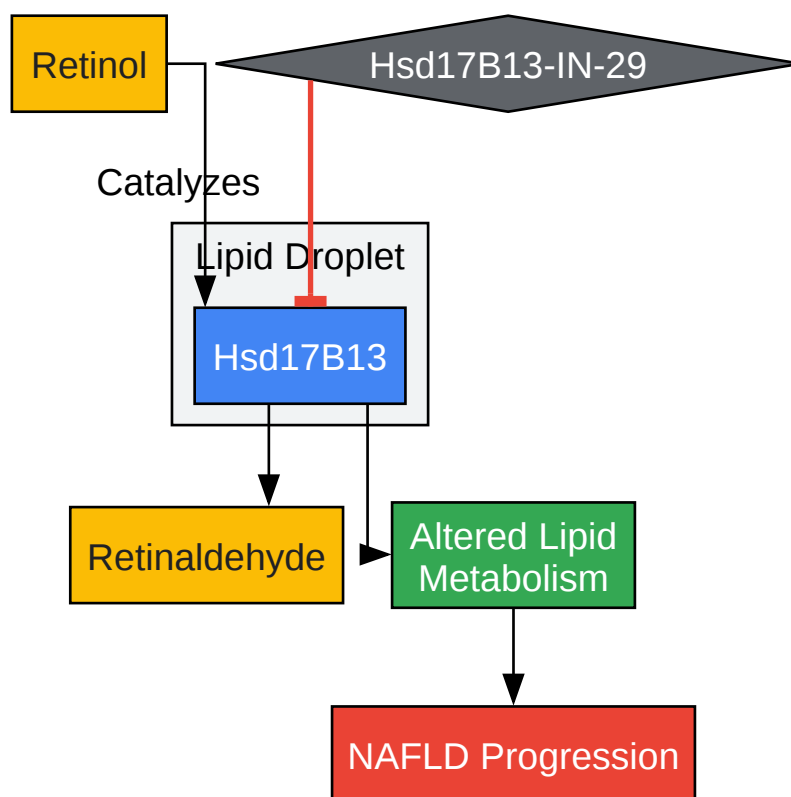 Retinol
Hsd17B13-IN-29
Catalyzes
Lipid Droplet
Hsd17B13
Retinaldehyde
Altered Lipid
Metabolism
NAFLD Progression